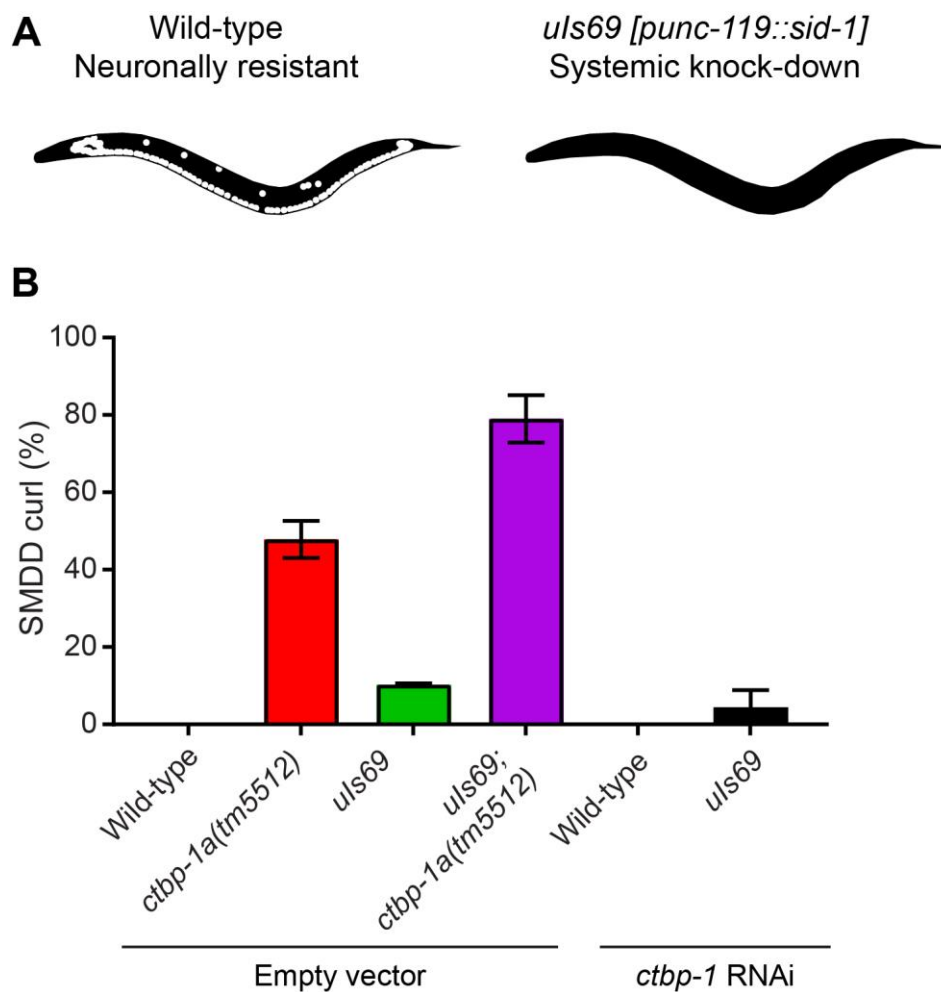 A
Wild-type
Neuronally resistant
uIs69 [punc-119::sid-1]
Systemic knock-down
B
SMDD curl (%)
100
80
60
40
20
0
Wild-type
ctbp-1a(tm5512)
uIs69
uIs69;
ctbp-1a(tm5512)
Wild-type
uIs69
Empty vector
ctbp-1 RNAi